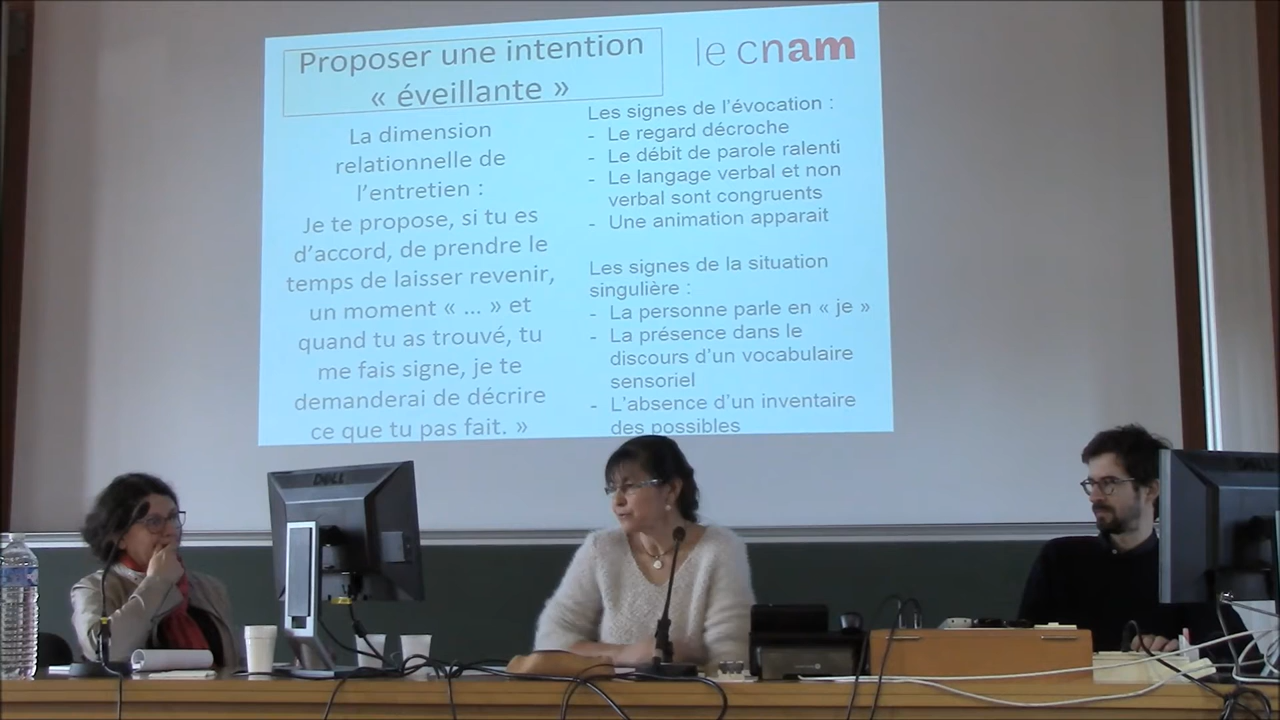 Proposer une intention
« éveillante »
le cnam
La dimension
relationnelle de
l'entretien :
Je te propose, si tu es
d'accord, de prendre le
temps de laisser revenir,
un moment « ... » et
quand tu as trouvé, tu
me fais signe, je te
demanderai de décrire
ce que tu pas fait. »
Les signes de l'évocation :
- Le regard décroche
- Le débit de parole ralenti
- Le langage verbal et non
verbal sont congruents
- Une animation apparait
Les signes de la situation
singulière :
- La personne parle en « je »
- La présence dans le
discours d'un vocabulaire
sensoriel
- L'absence d'un inventaire
des possibles
DELL
DELL